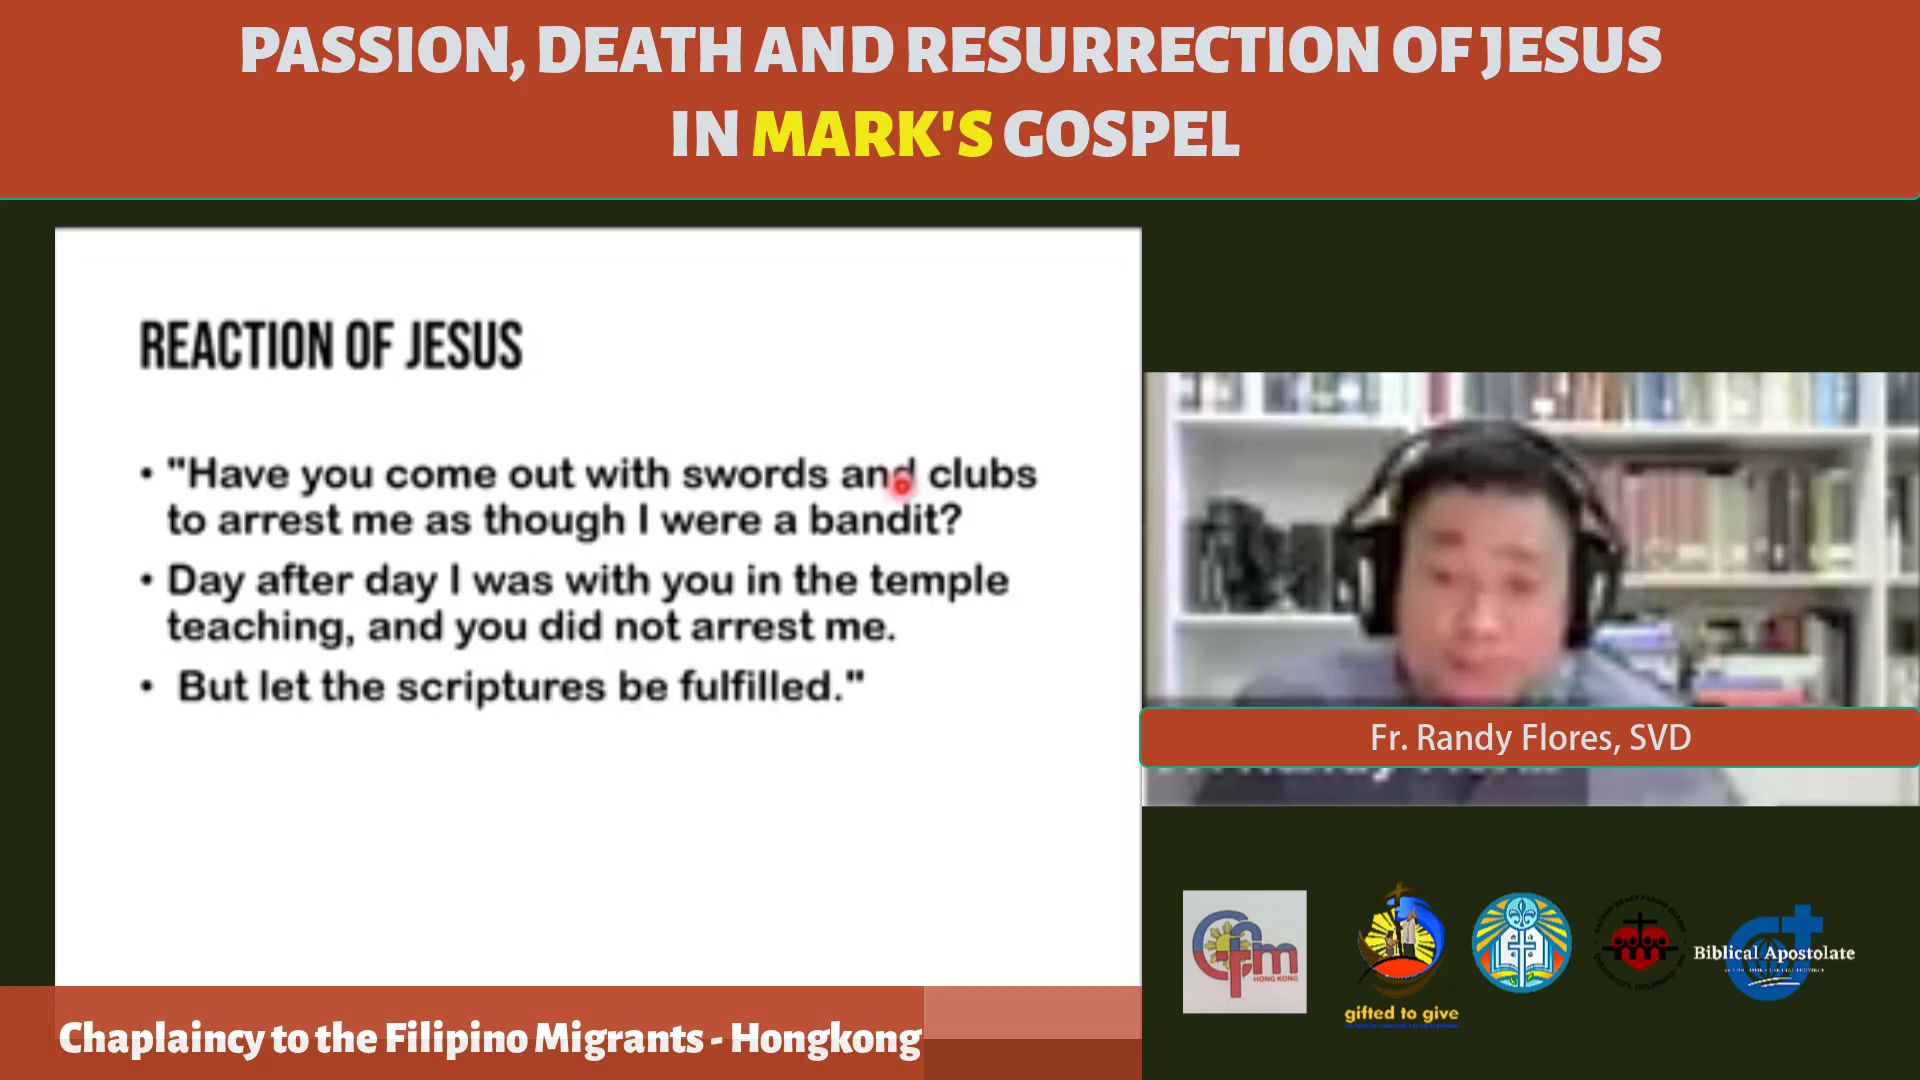 PASSION, DEATH AND RESURRECTION OF JESUS
IN MARK'S GOSPEL
REACTION OF JESUS
• "Have you come out with swords and clubs
to arrest me as though I were a bandit?
• Day after day I was with you in the temple
teaching, and you did not arrest me.
• But let the scriptures be fulfilled."
Fr. Randy Flores, SVD
cfm
HONG KONG
gifted to give
Biblical Apostolate
Chaplaincy to the Filipino Migrants - Hongkong